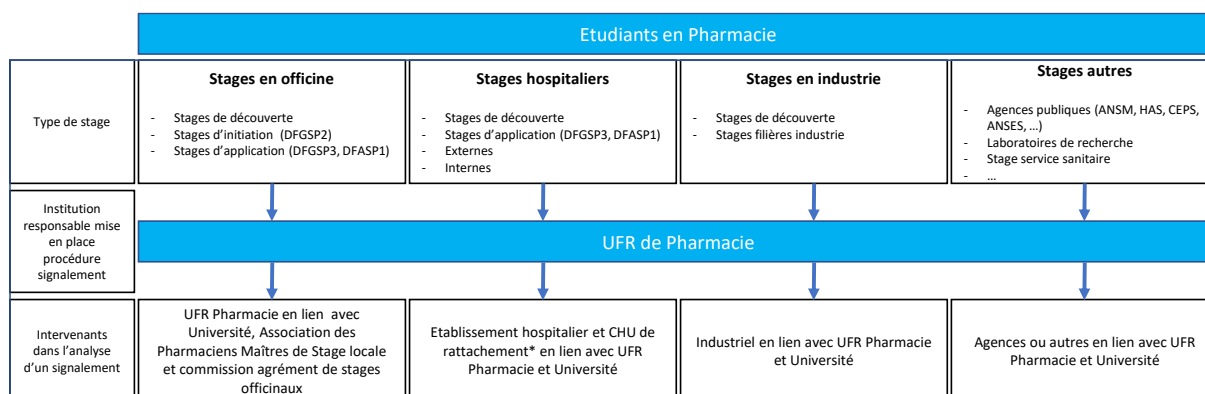 Etudiants en Pharmacie
Type de stage
Stages en officine
- Stages de découverte
- Stages d'initiation (DFGSP2)
- Stages d'application (DFGSP3, DFASP1)
Stages hospitaliers
- Stages de découverte
- Stages d'application (DFGSP3, DFASP1)
- Externes
- Internes
Stages en industrie
- Stages de découverte
- Stages filières industrie
Stages autres
- Agences publiques (ANSM, HAS, CEPS,
ANSES, ...)
- Laboratoires de recherche
- Stage service sanitaire
- ...
Institution
responsable mise
en place
procédure
signalement
UFR de Pharmacie
Intervenants
dans l'analyse
d'un signalement
UFR Pharmacie en lien avec
Université, Association des
Pharmaciens Maîtres de Stage locale
et commission agrément de stages
officinaux
Etablissement hospitalier et CHU de
rattachement* en lien avec UFR
Pharmacie et Université
Industriel en lien avec UFR Pharmacie
et Université
Agences ou autres en lien avec UFR
Pharmacie et Université